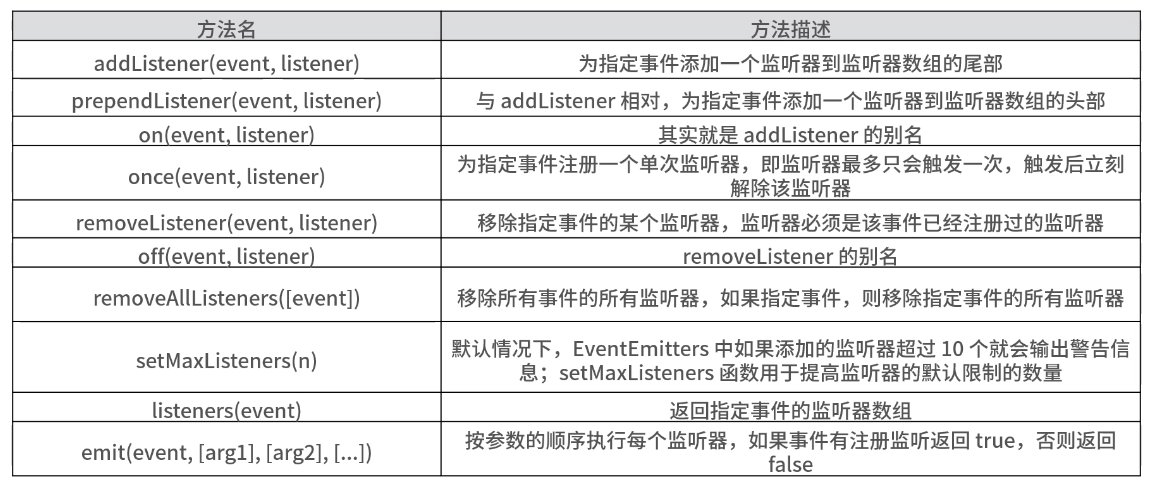 方法名 方法描述
addListener(event, listener) 为指定事件添加一个监听器到监听器数组的尾部
prependListener(event, listener) 与 addListener 相对，为指定事件添加一个监听器到监听器数组的头部
on(event, listener) 其实就是 addListener 的别名
once(event, listener) 为指定事件注册一个单次监听器，即监听器最多只会触发一次，触发后立刻
解除该监听器
removeListener(event, listener) 移除指定事件的某个监听器，监听器必须是该事件已经注册过的监听器
off(event, listener) removeListener 的别名
removeAllListeners([event]) 移除所有事件的所有监听器，如果指定事件，则移除指定事件的所有监听器
setMaxListeners(n) 默认情况下，EventEmitters 中如果添加的监听器超过 10 个就会输出警告信
息；setMaxListeners 函数用于提高监听器的默认限制的数量
listeners(event) 返回指定事件的监听器数组
emit(event, [arg1], [arg2], [...]) 按参数的顺序执行每个监听器，如果事件有注册监听返回 true，否则返回
false